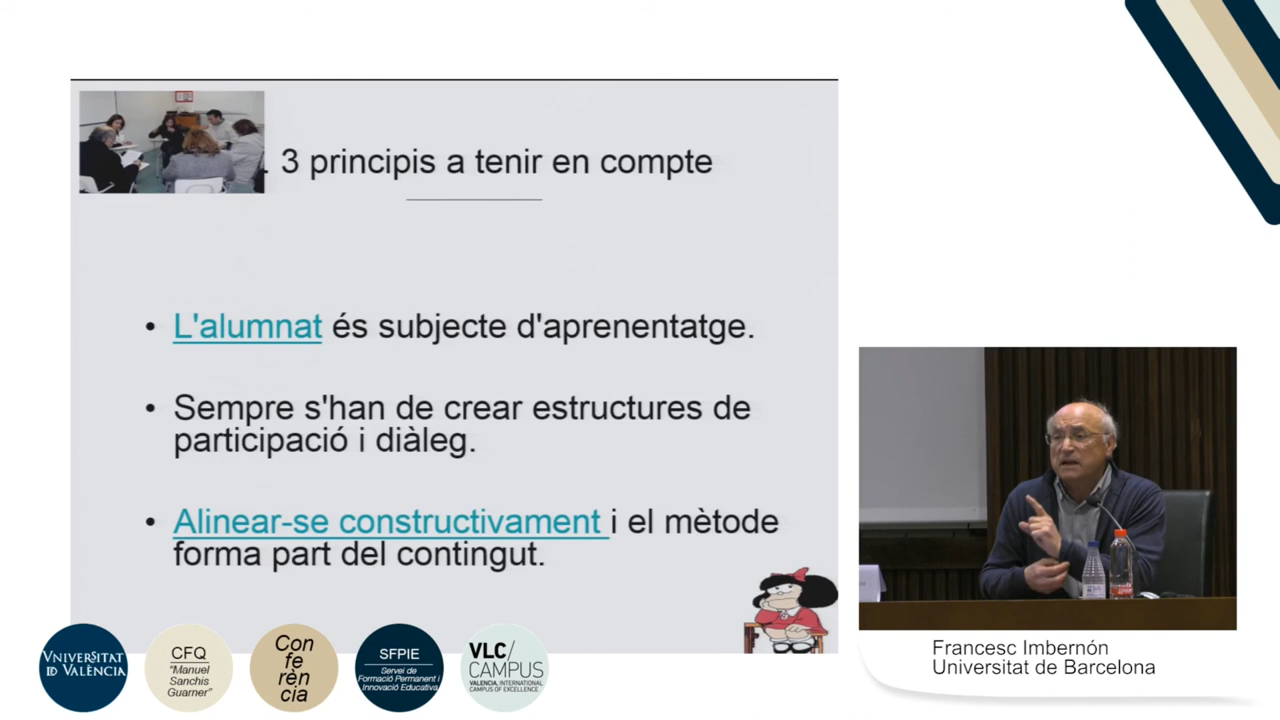 . 3 principis a tenir en compte
• L'alumnat és subjecte d'aprenentatge.
• Sempre s'han de crear estructures de
participació i diàleg.
• Alinear-se constructivament i el mètode
forma part del contingut.
Francesc Imbernón
Universitat de Barcelona
VNIVERSITAT
ID VALÈNCIA
CFQ
"Manuel
Sanchis
Guarner"
Con
fe
rèn
cia
SFPIE
Servei de
Formació Permanent i
Innovació Educativa
VLC/
CAMPUS
VALENCIA, INTERNATIONAL
CAMPUS OF EXCELLENCE